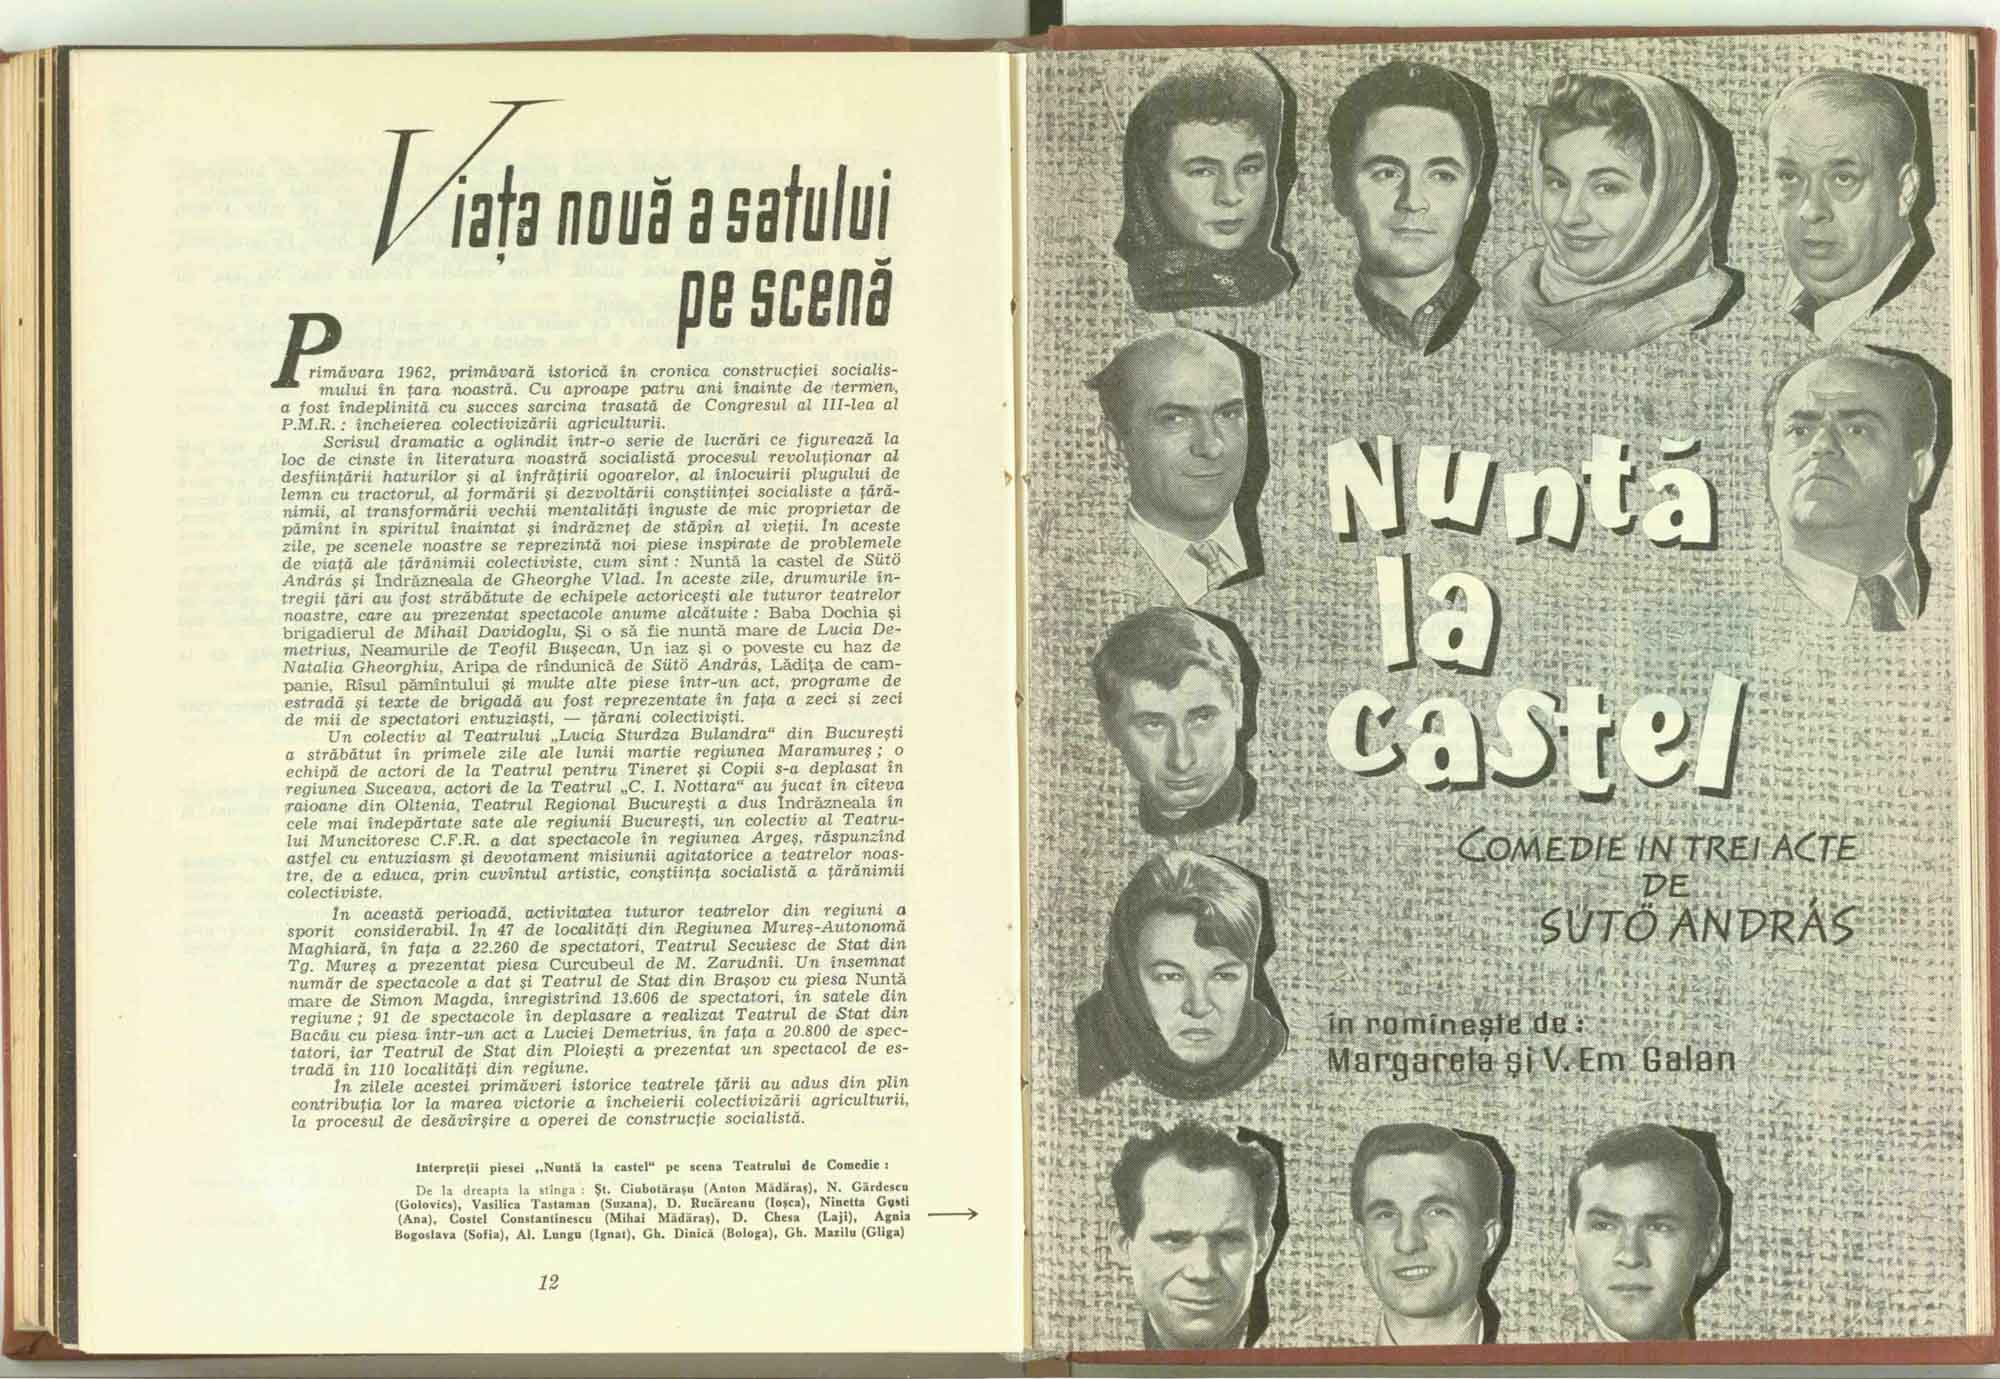 Viața nouă a satului
pe scenă
Primăvara 1962, primăvară istorică în cronica construcției socialis-
mului în țara noastră. Cu aproape patru ani înainte de termen,
a fost îndeplinită cu succes sarcina trasată de Congresul al III-lea al
P.M.R. : încheierea colectivizării agriculturii.
Scrisul dramatic a oglindit într-o serie de lucrări ce figurează la
loc de cinste în literatura noastră socialistă procesul revoluționar al
desființării haturilor și al înfrățirii ogoarelor, al înlocuirii plugului de
lemn cu tractorul, al formării și dezvoltării conștiinței socialiste a țără-
nimii, al transformării vechii mentalități înguste de mic proprietar de
pămînt în spiritul înaintat și îndrăzneț de stăpîn al vieții. In aceste
zile, pe scenele noastre se reprezintă noi piese inspirate de problemele
de viață ale țărănimii colectiviste, cum sint : Nuntă la castel de Sütö
András și Îndrăzneala de Gheorghe Vlad. In aceste zile, drumurile în-
tregii țări au fost străbătute de echipele actoricești ale tuturor teatrelor
noastre, care au prezentat spectacole anume alcătuite : Baba Dochia și
brigadierul de Mihail Davidoglu, Și o să fie nuntă mare de Lucia De-
metrius, Neamurile de Teofil Bușecan, Un iaz și o poveste cu haz de
Natalia Gheorghiu, Aripa de rîndunică de Sütö András, Lădița de cam-
panie, Rîsul pămîntului și multe alte piese într-un act, programe de
estradă și texte de brigadă au fost reprezentate în fața a zeci si zeci
de mii de spectatori entuziaști, — țărani colectiviști.
Un colectiv al Teatrului „Lucia Sturdza Bulandra“ din București
a străbătut în primele zile ale lunii martie regiunea Maramureș ; o
echipă de actori de la Teatrul pentru Tineret și Copii s-a deplasat în
regiunea Suceava, actori de la Teatrul „C. I. Nottara“ au jucat în cîteva
raioane din Oltenia, Teatrul Regional București a dus Îndrăzneala în
cele mai îndepărtate sate ale regiunii București, un colectiv al Teatru-
lui Muncitoresc C.F.R. a dat spectacole în regiunea Argeș, răspunzînd
astfel cu entuziasm și devotament misiunii agitatorice a teatrelor noas-
tre, de a educa, prin cuvîntul artistic, conștiința socialistă a țărănimii
colectiviste.
În această perioadă, activitatea tuturor teatrelor din regiuni a
sporit considerabil. În 47 de localități din Regiunea Mureș-Autonomă
Maghiară, în fața a 22.260 de spectatori, Teatrul Secuiesc de Stat din
Tg. Mureș a prezentat piesa Curcubeul de M. Zarudnîi. Un însemnat
număr de spectacole a dat și Teatrul de Stat din Brașov cu piesa Nuntă
mare de Simon Magda, înregistrînd 13.606 de spectatori, în satele din
regiune ; 91 de spectacole în deplasare a realizat Teatrul de Stat din
Bacău cu piesa într-un act a Luciei Demetrius, în fața a 20.800 de spec-
tatori, iar Teatrul de Stat din Ploiești a prezentat un spectacol de es-
tradă în 110 localități din regiune.
În zilele acestei primăveri istorice teatrele țării au adus din plin
contribuția lor la marea victorie a încheierii colectivizării agriculturii,
la procesul de desăvîrșire a operei de construcție socialistă.
Interpreții piesei „Nuntă la castel“ pe scena Teatrului de Comedie :
De la dreapta la stînga : Șt. Ciubotărașu (Anton Mădăraș), N. Gărdescu
(Golovics), Vasilica Tastaman (Suzana), D. Rucăreanu (Ioșca), Ninetta Gusti
(Ana), Costel Constantinescu (Mihai Mădăraș), D. Chesa (Laji), Agnia
Bogoslava (Sofia), Al. Lungu (Ignat), Gh. Dinică (Bologa), Gh. Mazilu (Gliga)
12
Nuntă
la
castel
COMEDIE IN TREI ACTE
DE
SÜTÖ ANDRÁS
în romînește de :
Margareta și V. Em Galan